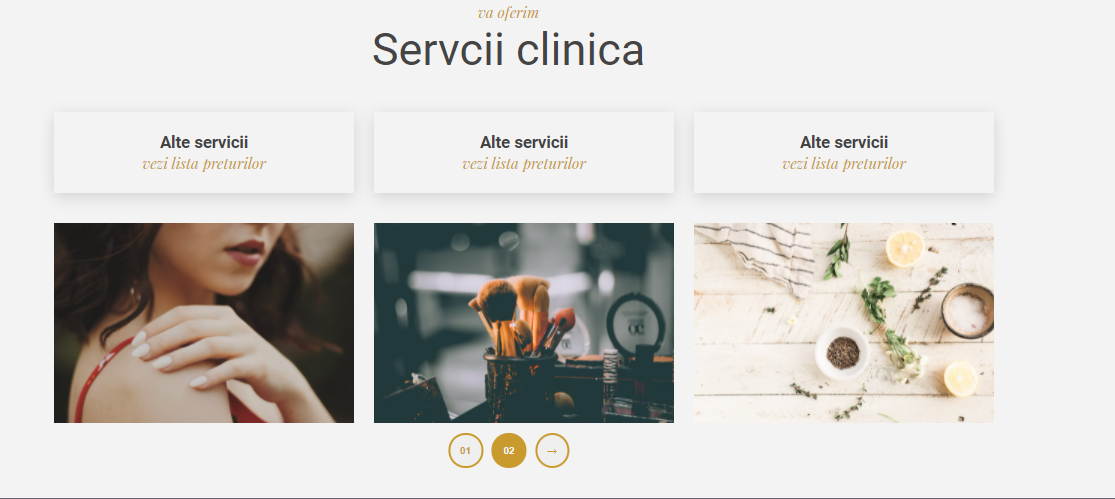 va oferim
Servcii clinica
Alte servicii
vezi lista preturilor
Alte servicii
vezi lista preturilor
Alte servicii
vezi lista preturilor
01
02
→